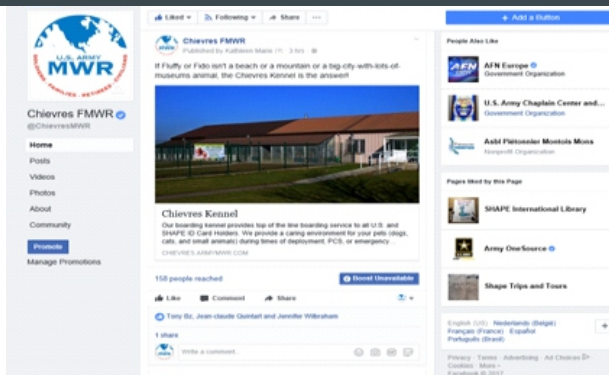 U.S. ARMY
MWR
SOLDIERS FAMILIES RETIREES CIVILIANS
Chievres FMWR
@ChievresMWR
Home
Posts
Videos
Photos
About
Community
Promote
Manage Promotions
Liked
Following
Share
Chievres FMWR
Published by Kathleen Marie · 3 hrs ·
If Fluffy or Fido isn't a beach or a mountain or a big-city-with-lots-of-
museums animal, the Chievres Kennel is the answer!
Chievres Kennel
Our boarding kennel provides top of the line boarding service to all U.S. and
SHAPE ID Card Holders. We provide a caring environment for your pets (dogs,
cats, and small animals) during times of deployment, PCS, or emergency...
CHIEVRES.ARMYMWR.COM
158 people reached
Boost Unavailable
Like Comment Share
Tony Bz, Jean-claude Quintart and Jennifer Wilbraham
1 share
Write a comment
+ Add a Button
People Also Like
AFN Europe
Government Organization
U.S. Army Chaplain Center and...
Government Organization
Asbl Piétonnier Montois Mons
Nonprofit Organization
Pages liked by this Page
SHAPE International Library
Army OneSource
Shape Trips and Tours
English (US) · Nederlands (België)
Français (France) · Español
Português (Brasil)
Privacy · Terms · Advertising · Ad Choices
Cookies · More
Facebook © 2017